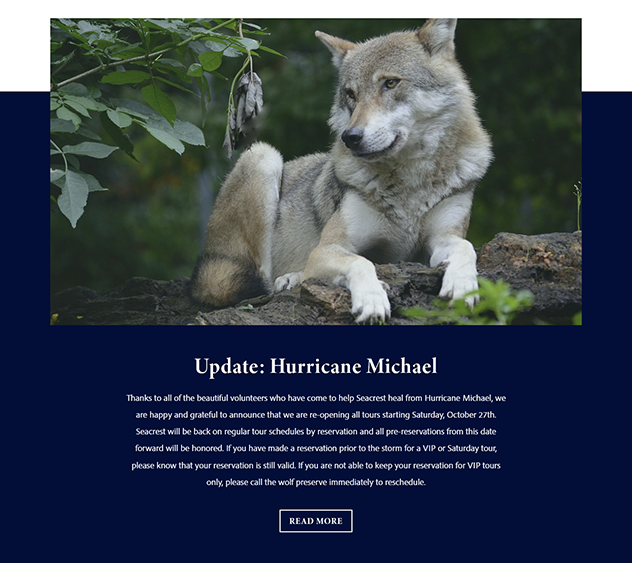 Update: Hurricane Michael
Thanks to all of the beautiful volunteers who have come to help Seacrest heal from Hurricane Michael, we
are happy and grateful to announce that we are re-opening all tours starting Saturday, October 27th.
Seacrest will be back on regular tour schedules by reservation and all pre-reservations from this date
forward will be honored. If you have made a reservation prior to the storm for a VIP or Saturday tour,
please know that your reservation is still valid. If you are not able to keep your reservation for VIP tours
only, please call the wolf preserve immediately to reschedule.
READ MORE